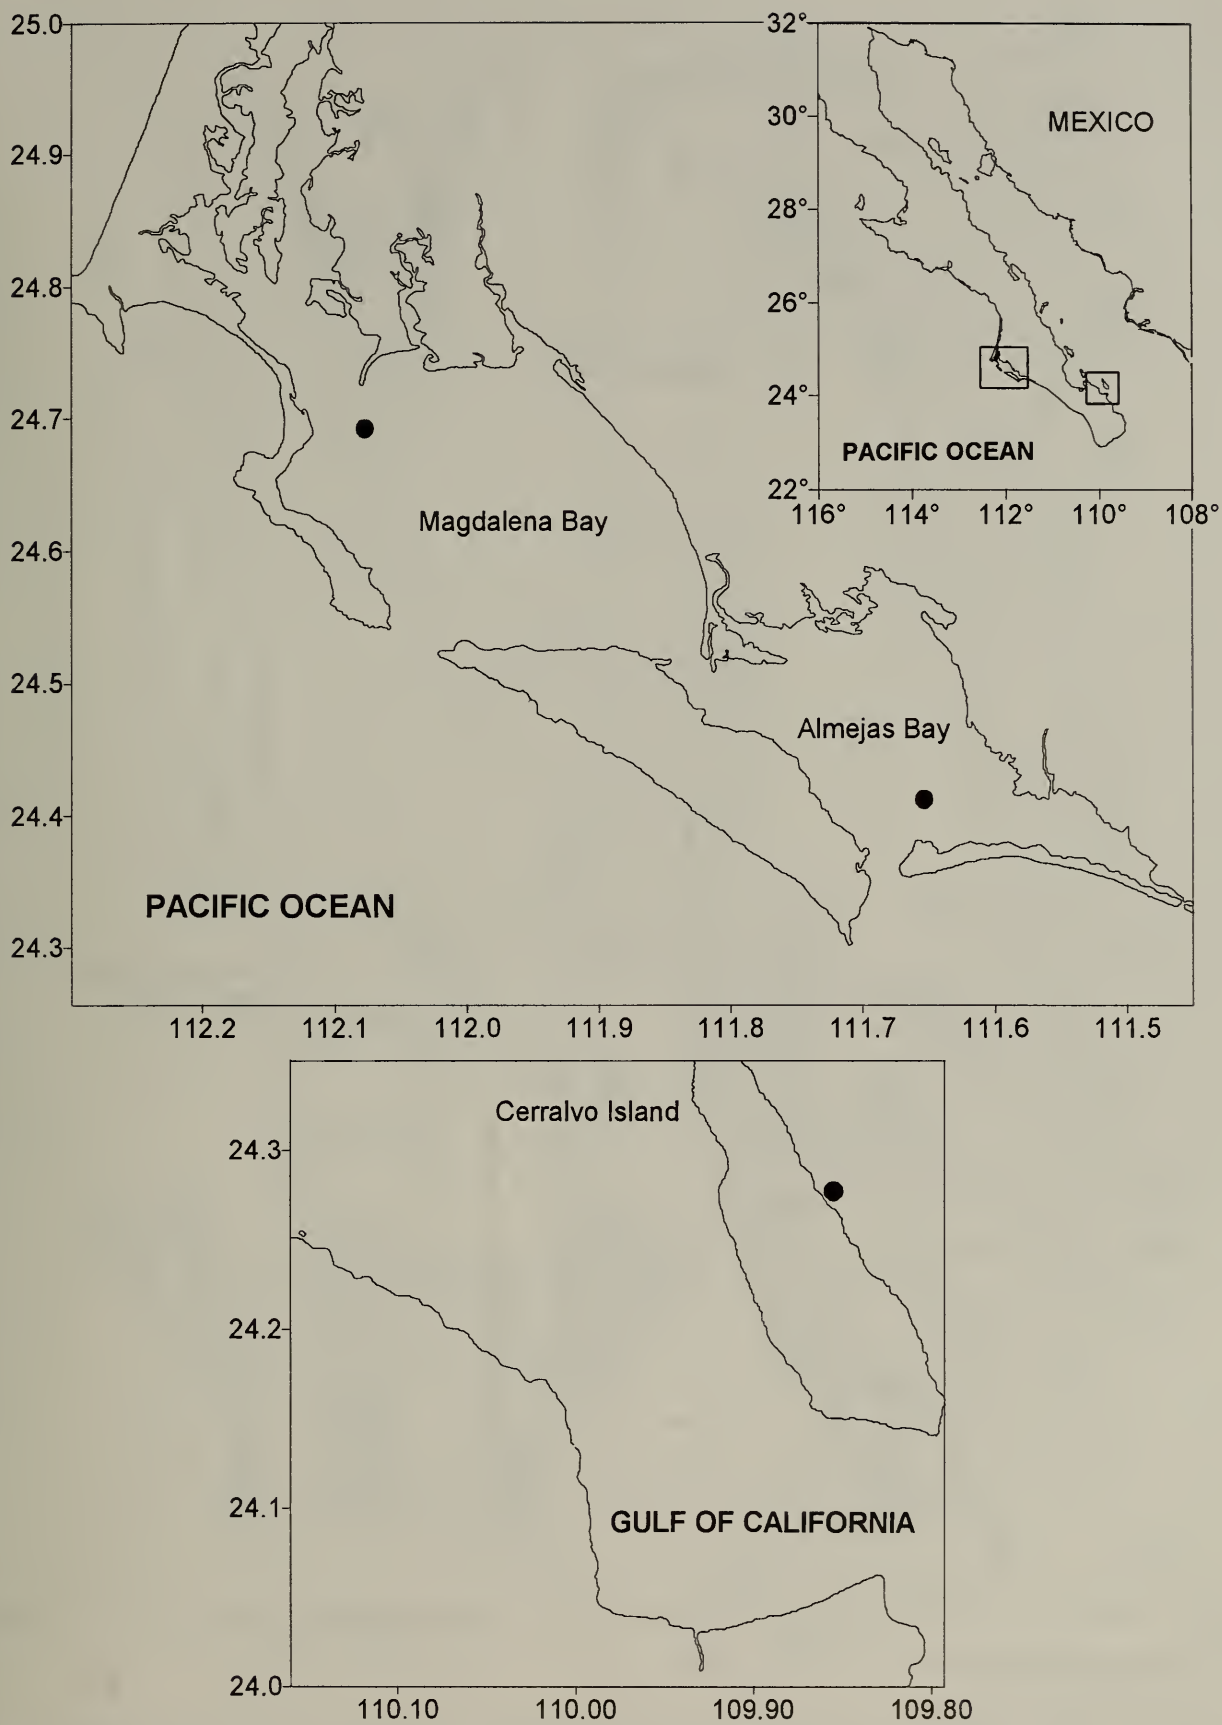 25.0
24.9
24.8
24.7
24.6
24.5
24.4
24.3
112.2 112.1 112.0 111.9 111.8 111.7 111.6 111.5
Magdalena Bay
Almejas Bay
PACIFIC OCEAN
32°
30°
28°
26°
24°
22°
116° 114° 112° 110° 108°
MEXICO
PACIFIC OCEAN
Cerralvo Island
24.3
24.2
24.1
24.0
GULF OF CALIFORNIA
110.10 110.00 109.90 109.80